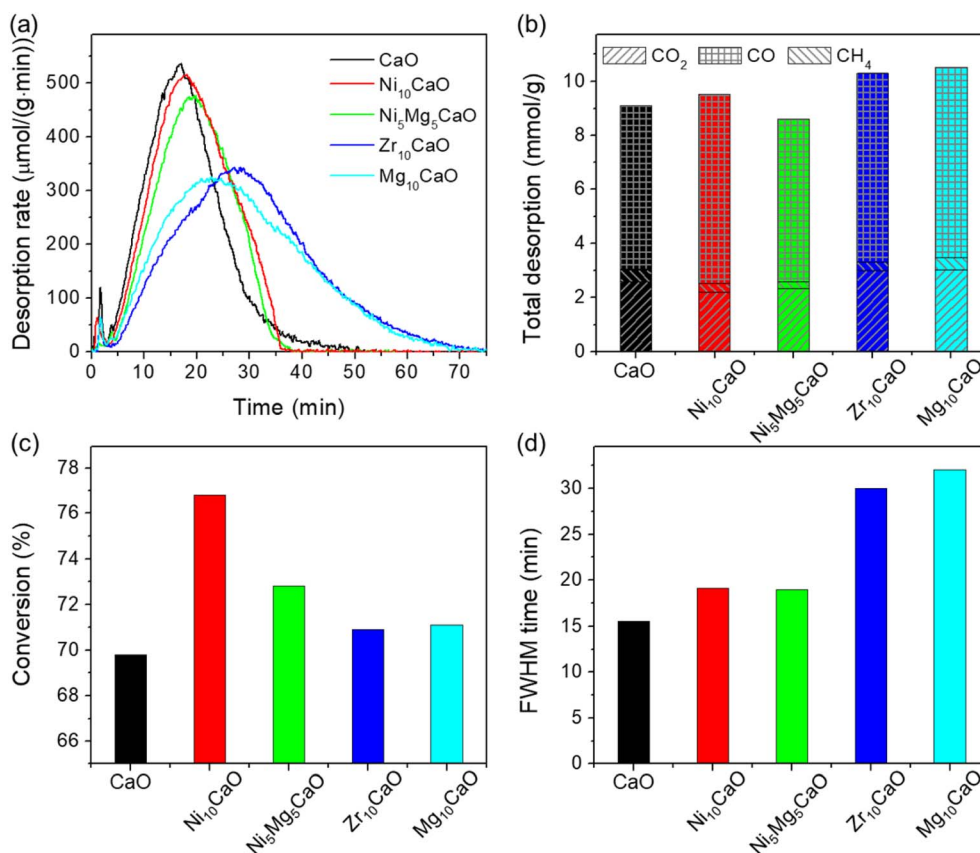 (a)
Desorption rate (μmol/(g·min))
500
400
300
200
100
0
0 10 20 30 40 50 60 70
Time (min)
CaO
Ni₁₀CaO
Ni₅Mg₅CaO
Zr₁₀CaO
Mg₁₀CaO
(b)
Total desorption (mmol/g)
10
8
6
4
2
0
CO₂ CO CH₄
CaO
Ni₁₀CaO
Ni₅Mg₅CaO
Zr₁₀CaO
Mg₁₀CaO
(c)
Conversion (%)
78
76
74
72
70
68
66
CaO
Ni₁₀CaO
Ni₅Mg₅CaO
Zr₁₀CaO
Mg₁₀CaO
(d)
FWHM time (min)
30
25
20
15
10
5
0
CaO
Ni₁₀CaO
Ni₅Mg₅CaO
Zr₁₀CaO
Mg₁₀CaO